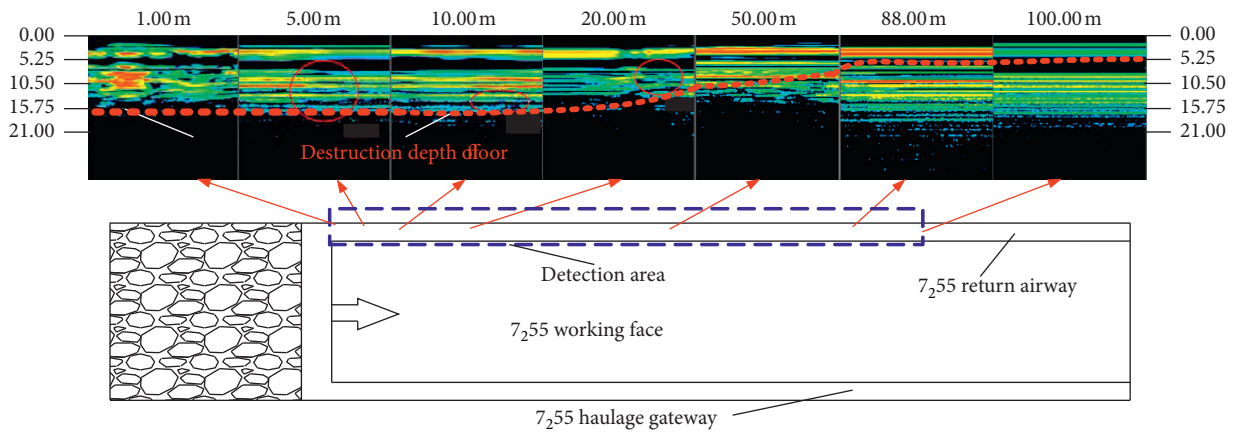 1.00 m 5.00 m 10.00 m 20.00 m 50.00 m 88.00 m 100.00 m
0.00 0.00
5.25 5.25
10.50 10.50
15.75 15.75
21.00 21.00
Destruction depth of floor
Detection area
7₂55 return airway
7₂55 working face
7₂55 haulage gateway